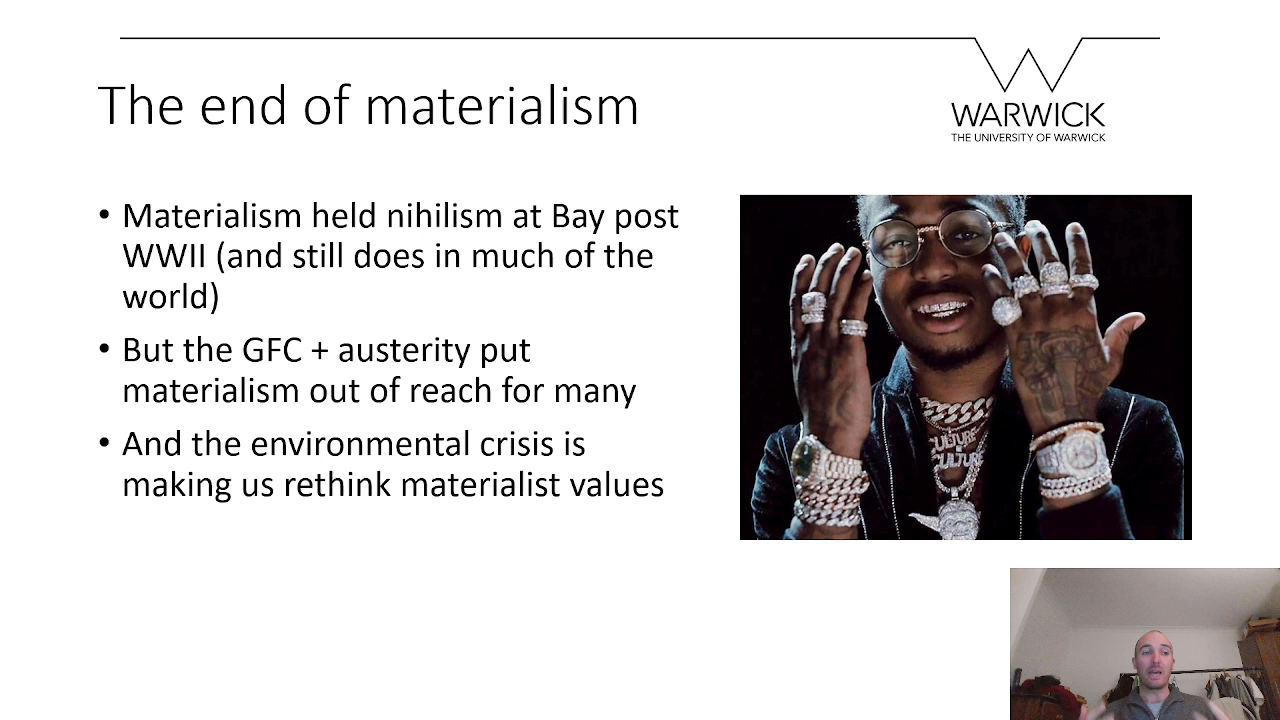 The end of materialism
WARWICK
THE UNIVERSITY OF WARWICK
• Materialism held nihilism at Bay post
WWII (and still does in much of the
world)
• But the GFC + austerity put
materialism out of reach for many
• And the environmental crisis is
making us rethink materialist values
CULTURE
CULTURE